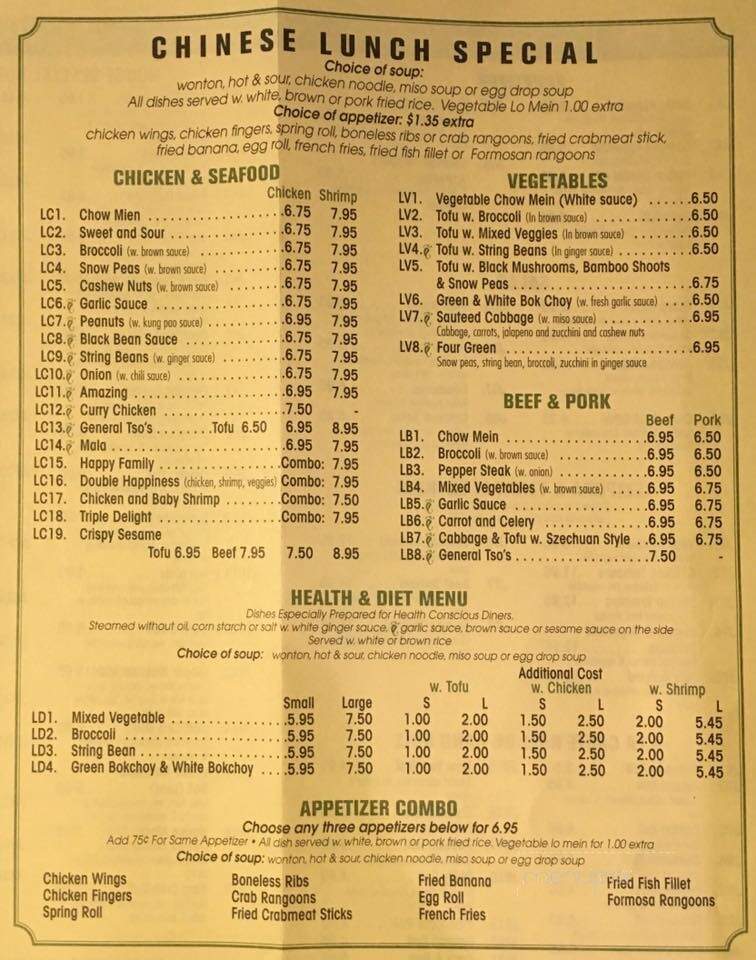 CHINESE LUNCH SPECIAL
Choice of soup:
wonton, hot & sour, chicken noodle, miso soup or egg drop soup
All dishes served w. white, brown or pork fried rice. Vegetable Lo Mein 1.00 extra
Choice of appetizer: $1.35 extra
chicken wings, chicken fingers, spring roll, boneless ribs or crab rangoons, fried crabmeat stick,
fried banana, egg roll, french fries, fried fish fillet or Formosan rangoons
CHICKEN & SEAFOOD
Chicken Shrimp
LC1. Chow Mien ..................6.75 7.95
LC2. Sweet and Sour ..............6.75 7.95
LC3. Broccoli (w. brown sauce) ..........6.75 7.95
LC4. Snow Peas (w. brown sauce) ........6.75 7.95
LC5. Cashew Nuts (w. brown sauce) ......6.75 7.95
LC6. Garlic Sauce ................6.75 7.95
LC7. Peanuts (w. kung pao sauce) ........6.95 7.95
LC8. Black Bean Sauce ............6.75 7.95
LC9. String Beans (w. ginger sauce) ......6.75 7.95
LC10. Onion (w. chili sauce) ............6.75 7.95
LC11. Amazing ..................6.95 7.95
LC12. Curry Chicken ..............7.50 -
LC13. General Tso's ........Tofu 6.50 6.95 8.95
LC14. Mala ....................6.95 7.95
LC15. Happy Family ..............Combo: 7.95
LC16. Double Happiness (chicken, shrimp, veggies) Combo: 7.95
LC17. Chicken and Baby Shrimp .......Combo: 7.50
LC18. Triple Delight ...............Combo: 7.95
LC19. Crispy Sesame
Tofu 6.95 Beef 7.95 7.50 8.95
VEGETABLES
LV1. Vegetable Chow Mein (White sauce) ......6.50
LV2. Tofu w. Broccoli (In brown sauce) ............6.50
LV3. Tofu w. Mixed Veggies (In brown sauce) ........6.50
LV4. Tofu w. String Beans (In ginger sauce) .........6.50
LV5. Tofu w. Black Mushrooms, Bamboo Shoots
& Snow Peas .....................6.75
LV6. Green & White Bok Choy (w. fresh garlic sauce) ....6.50
LV7. Sauteed Cabbage (w. miso sauce) ...........6.95
Cabbage, carrots, jalapeno and zucchini and cashew nuts
LV8. Four Green .......................6.95
Snow peas, string bean, broccoli, zucchini in ginger sauce
BEEF & PORK
Beef Pork
LB1. Chow Mein ..................6.95 6.50
LB2. Broccoli (w. brown sauce) ............6.95 6.50
LB3. Pepper Steak (w. onion) ............6.95 6.50
LB4. Mixed Vegetables (w. brown sauce) .....6.95 6.75
LB5. Garlic Sauce .................6.95 6.75
LB6. Carrot and Celery .............6.95 6.75
LB7. Cabbage & Tofu w. Szechuan Style ..6.95 6.75
LB8. General Tso's ................7.50 -
HEALTH & DIET MENU
Dishes Especially Prepared for Health Conscious Diners.
Steamed without oil, corn starch or salt w. white ginger sauce, garlic sauce, brown sauce or sesame sauce on the side
Served w. white or brown rice
Choice of soup: wonton, hot & sour, chicken noodle, miso soup or egg drop soup
Additional Cost
w. Tofu w. Chicken w. Shrimp
Small Large S L S L S L
LD1. Mixed Vegetable ...............5.95 7.50 1.00 2.00 1.50 2.50 2.00 5.45
LD2. Broccoli .....................5.95 7.50 1.00 2.00 1.50 2.50 2.00 5.45
LD3. String Bean ...................5.95 7.50 1.00 2.00 1.50 2.50 2.00 5.45
LD4. Green Bokchoy & White Bokchoy ....5.95 7.50 1.00 2.00 1.50 2.50 2.00 5.45
APPETIZER COMBO
Choose any three appetizers below for 6.95
Add 75¢ For Same Appetizer • All dish served w. white, brown or pork fried rice. Vegetable lo mein for 1.00 extra
Choice of soup: wonton, hot & sour, chicken noodle, miso soup or egg drop soup
Chicken Wings Boneless Ribs Fried Banana Fried Fish Fillet
Chicken Fingers Crab Rangoons Egg Roll Formosa Rangoons
Spring Roll Fried Crabmeat Sticks French Fries